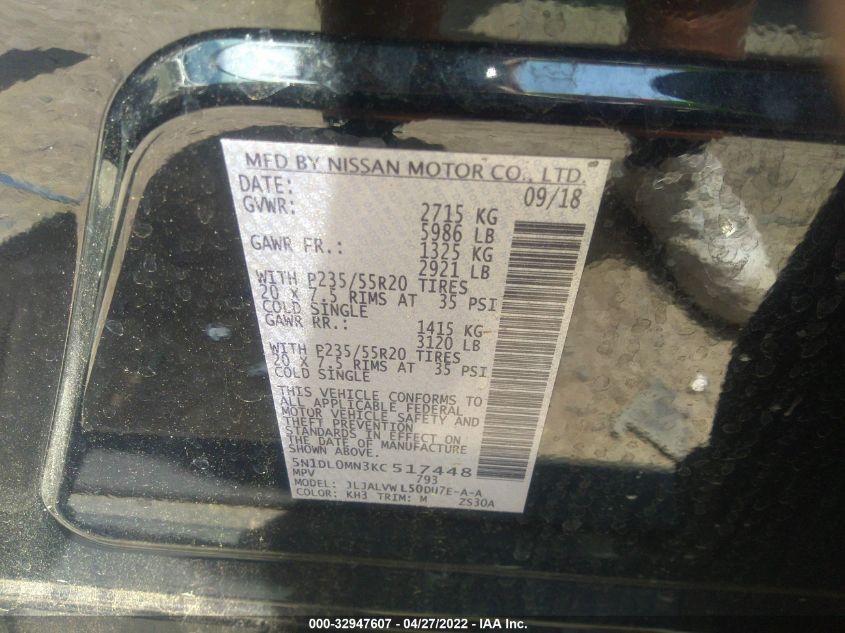 MFD BY NISSAN MOTOR CO., LTD.
DATE: 09/18
GVWR: 2715 KG
5986 LB
GAWR FR.: 1325 KG
2921 LB
WITH P235/55R20 TIRES
20 X 7.5 RIMS AT 35 PSI
COLD SINGLE
GAWR RR.: 1415 KG
3120 LB
WITH P235/55R20 TIRES
20 X 7.5 RIMS AT 35 PSI
COLD SINGLE
THIS VEHICLE CONFORMS TO
ALL APPLICABLE FEDERAL
MOTOR VEHICLE SAFETY AND
THEFT PREVENTION
STANDARDS IN EFFECT ON
THE DATE OF MANUFACTURE
SHOWN ABOVE.
5N1DL0MN3KC517448
MPV 793
MODEL: JLJALVWL50DU7E-A-A
COLOR: KH3 TRIM: M ZS30A
000-32947607 - 04/27/2022 - IAA Inc.